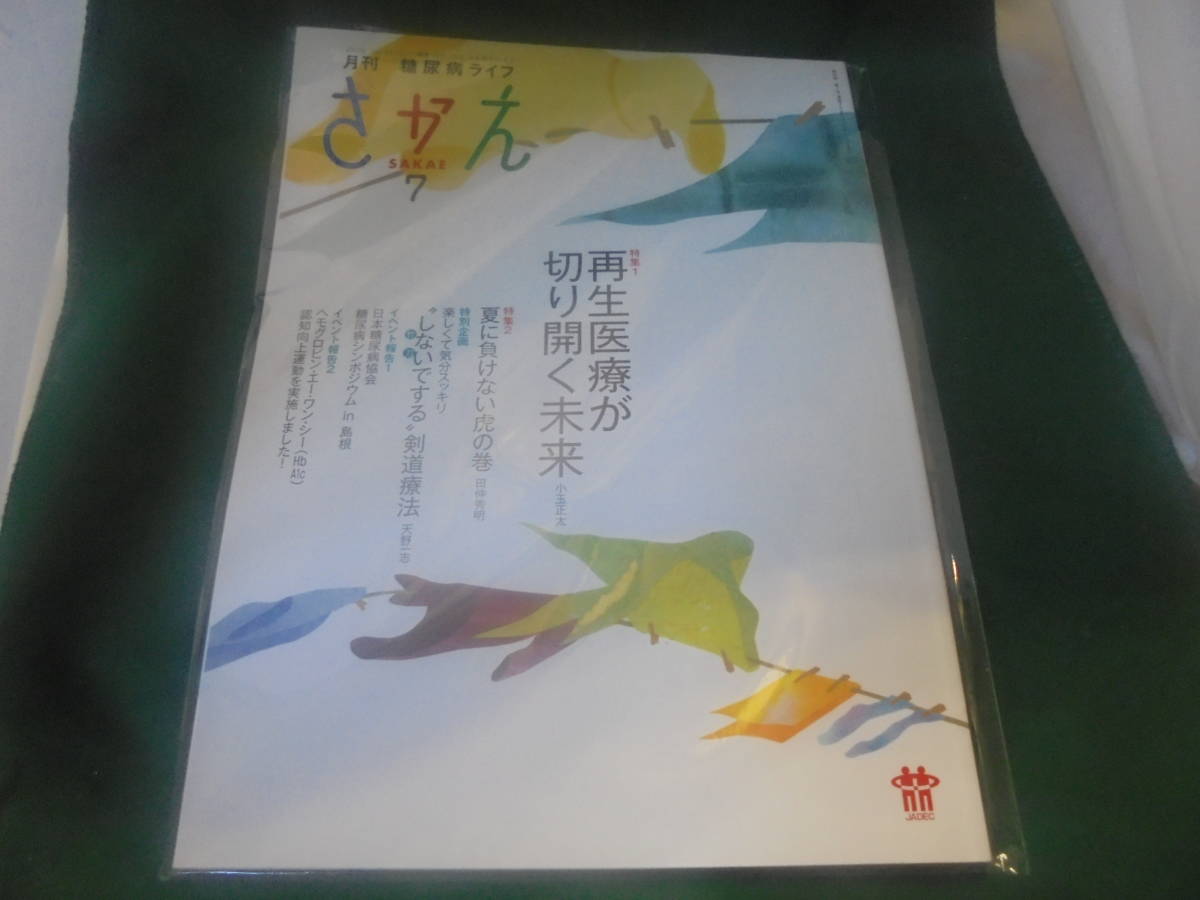 月刊 糖尿病ライフ
さかえ
SAKAE
7
特集1
再生医療が
切り開く未来
小玉正太
特集2
夏に負けない虎の巻
田仲秀明
特別企画
楽しくて気分スッキリ
“しないでする”剣道療法
竹刀
天野一志
イベント報告1
日本糖尿病協会
糖尿病シンポジウム in 島根
イベント報告2
ヘモグロビン・エー・ワン・シー(HbA1c)
認知向上運動を実施しました!
JADEC